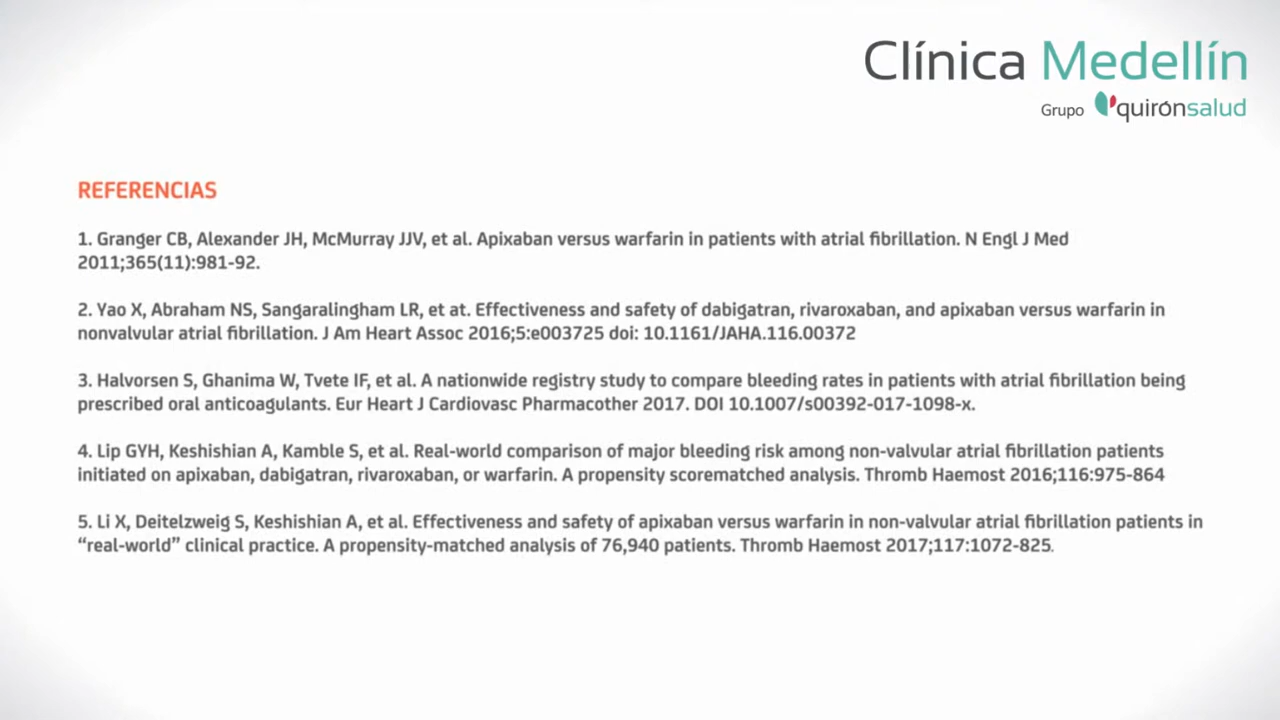 Clínica Medellín
Grupo quirónsalud
REFERENCIAS
1. Granger CB, Alexander JH, McMurray JJV, et al. Apixaban versus warfarin in patients with atrial fibrillation. N Engl J Med
2011;365(11):981-92.
2. Yao X, Abraham NS, Sangaralingham LR, et at. Effectiveness and safety of dabigatran, rivaroxaban, and apixaban versus warfarin in
nonvalvular atrial fibrillation. J Am Heart Assoc 2016;5:e003725 doi: 10.1161/JAHA.116.00372
3. Halvorsen S, Ghanima W, Tvete IF, et al. A nationwide registry study to compare bleeding rates in patients with atrial fibrillation being
prescribed oral anticoagulants. Eur Heart J Cardiovasc Pharmacother 2017. DOI 10.1007/s00392-017-1098-x.
4. Lip GYH, Keshishian A, Kamble S, et al. Real-world comparison of major bleeding risk among non-valvular atrial fibrillation patients
initiated on apixaban, dabigatran, rivaroxaban, or warfarin. A propensity scorematched analysis. Thromb Haemost 2016;116:975-864
5. Li X, Deitelzweig S, Keshishian A, et al. Effectiveness and safety of apixaban versus warfarin in non-valvular atrial fibrillation patients in
“real-world” clinical practice. A propensity-matched analysis of 76,940 patients. Thromb Haemost 2017;117:1072-825.